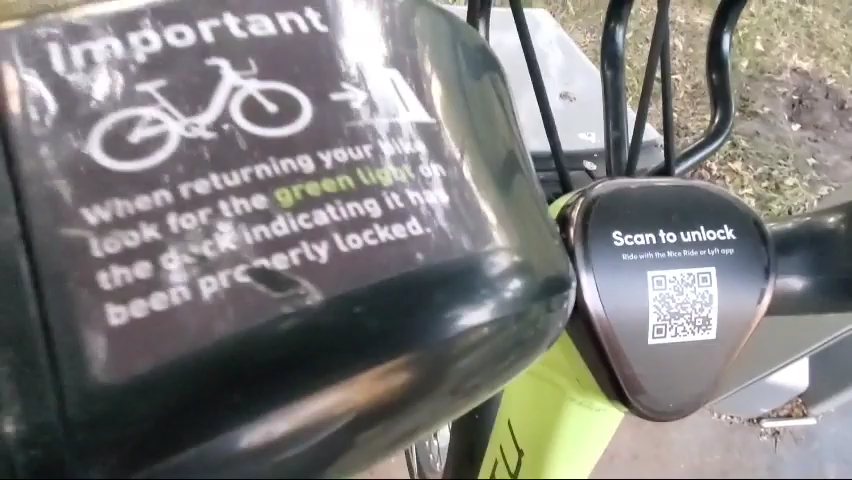 Important
When returning your bike
look for the green light on
the dock indicating it has
been properly locked.
Scan to unlock
Ride with the Nice Ride or Lyft app